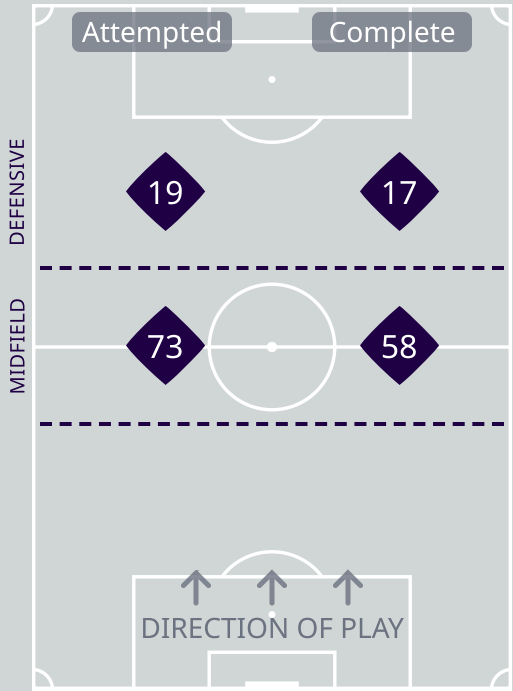 Attempted Complete
DEFENSIVE
19 17
MIDFIELD
73 58
DIRECTION OF PLAY